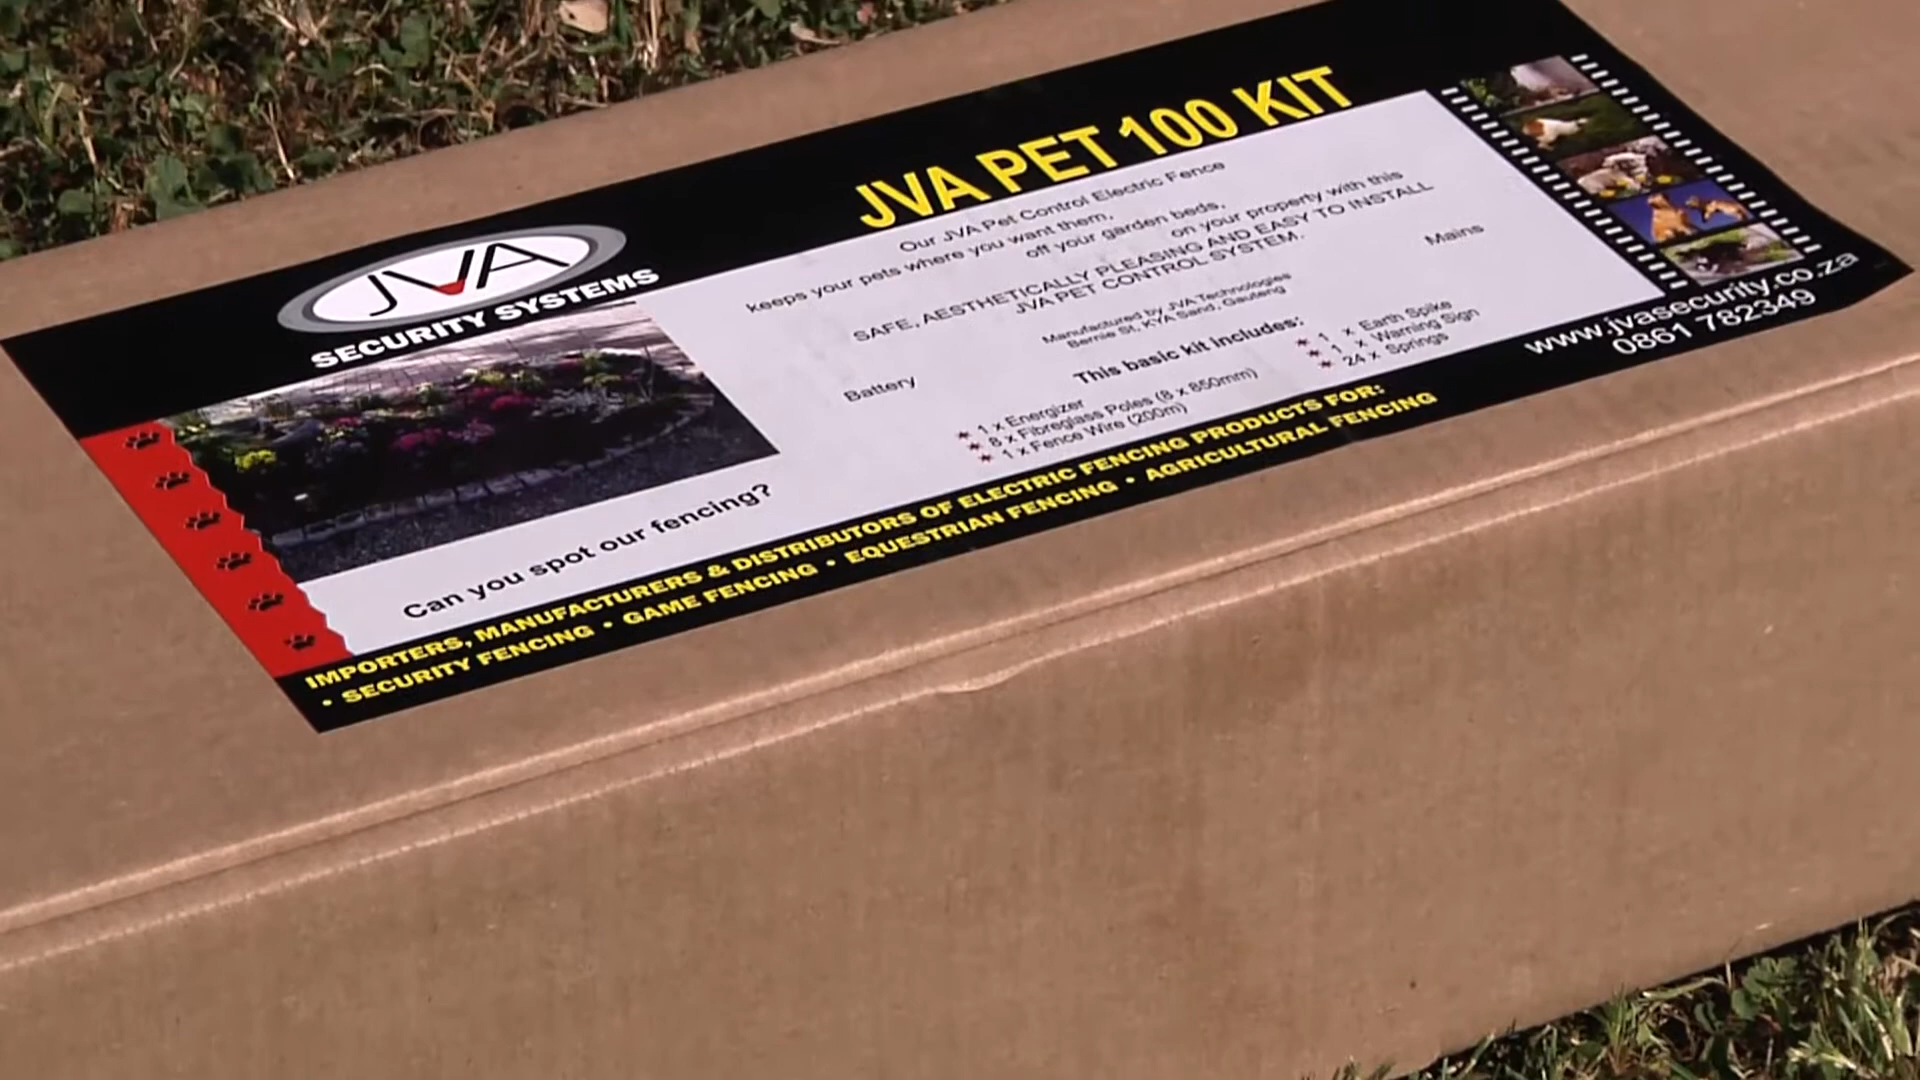 JVA
SECURITY SYSTEMS
Can you spot our fencing?
JVA PET 100 KIT
Our JVA Pet Control Electric Fence
keeps your pets where you want them,
off your garden beds,
on your property with this
SAFE, AESTHETICALLY PLEASING AND EASY TO INSTALL
JVA PET CONTROL SYSTEM.
Manufactured by JVA Technologies
Bernie St, KYA Sand, Gauteng
Battery
Mains
This basic kit includes:
* 1 x Energizer
* 8 x Fibreglass Poles (8 x 850mm)
* 1 x Fence Wire (200m)
* 1 x Earth Spike
* 1 x Warning Sign
* 24 x Springs
IMPORTERS, MANUFACTURERS & DISTRIBUTORS OF ELECTRIC FENCING PRODUCTS FOR:
• SECURITY FENCING • GAME FENCING • EQUESTRIAN FENCING • AGRICULTURAL FENCING
www.jvasecurity.co.za
0861 782349